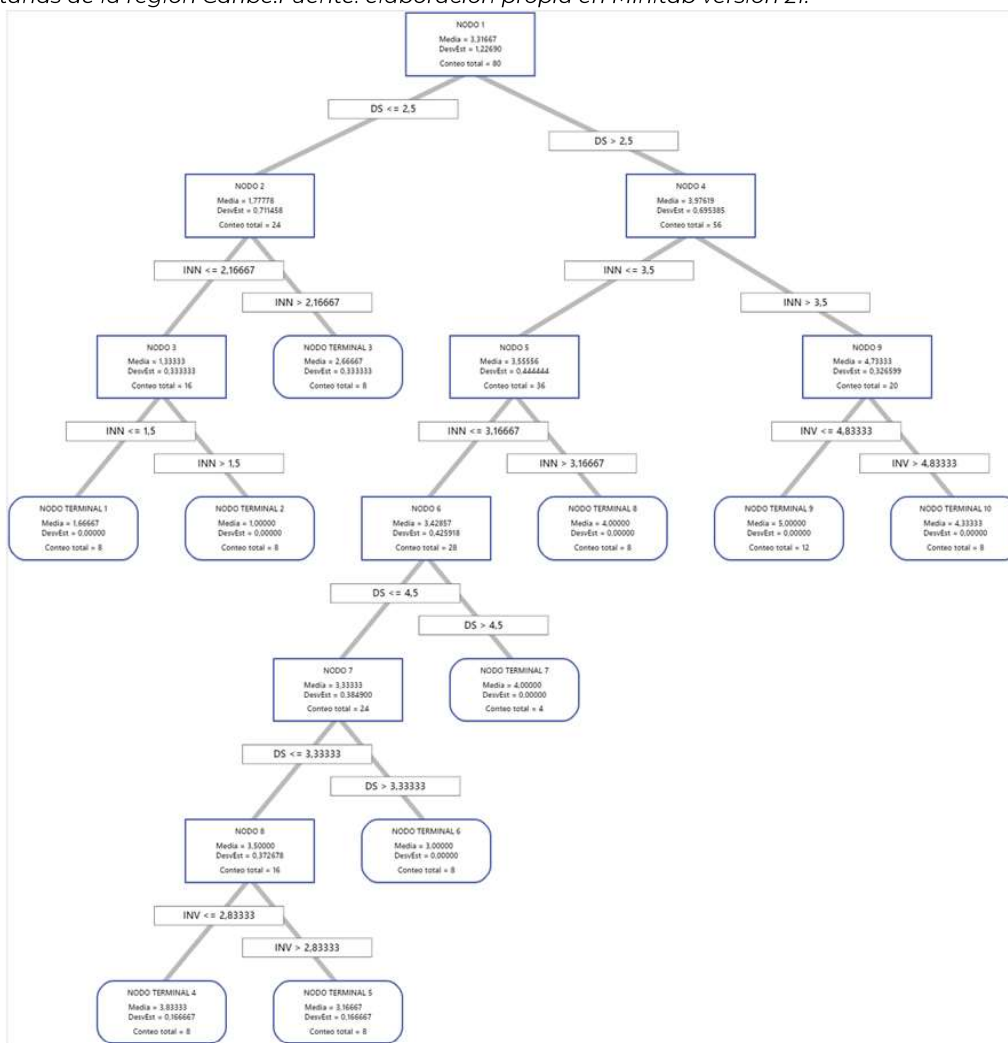 tarias de la región Caribe.Fuente: elaboración propia en Minitab versión 21.
NODO 1
Media = 3,31667
DesvEst = 1,22690
Conteo total = 80
DS <= 2,5
DS > 2,5
NODO 2
Media = 1,77778
DesvEst = 0,711458
Conteo total = 24
NODO 4
Media = 3,97619
DesvEst = 0,695385
Conteo total = 56
INN <= 2,16667
INN > 2,16667
INN <= 3,5
INN > 3,5
NODO 3
Media = 1,33333
DesvEst = 0,333333
Conteo total = 16
NODO TERMINAL 3
Media = 2,66667
DesvEst = 0,333333
Conteo total = 8
NODO 5
Media = 3,55556
DesvEst = 0,444444
Conteo total = 36
NODO 9
Media = 4,73333
DesvEst = 0,326599
Conteo total = 20
INN <= 1,5
INN > 1,5
INN <= 3,16667
INN > 3,16667
INV <= 4,83333
INV > 4,83333
NODO TERMINAL 1
Media = 1,66667
DesvEst = 0,00000
Conteo total = 8
NODO TERMINAL 2
Media = 1,00000
DesvEst = 0,00000
Conteo total = 8
NODO 6
Media = 3,42857
DesvEst = 0,425918
Conteo total = 28
NODO TERMINAL 8
Media = 4,00000
DesvEst = 0,00000
Conteo total = 8
NODO TERMINAL 9
Media = 5,00000
DesvEst = 0,00000
Conteo total = 12
NODO TERMINAL 10
Media = 4,33333
DesvEst = 0,00000
Conteo total = 8
DS <= 4,5
DS > 4,5
NODO 7
Media = 3,33333
DesvEst = 0,384900
Conteo total = 24
NODO TERMINAL 7
Media = 4,00000
DesvEst = 0,00000
Conteo total = 4
DS <= 3,33333
DS > 3,33333
NODO 8
Media = 3,50000
DesvEst = 0,372678
Conteo total = 16
NODO TERMINAL 6
Media = 3,00000
DesvEst = 0,00000
Conteo total = 8
INV <= 2,83333
INV > 2,83333
NODO TERMINAL 4
Media = 3,83333
DesvEst = 0,166667
Conteo total = 8
NODO TERMINAL 5
Media = 3,16667
DesvEst = 0,166667
Conteo total = 8